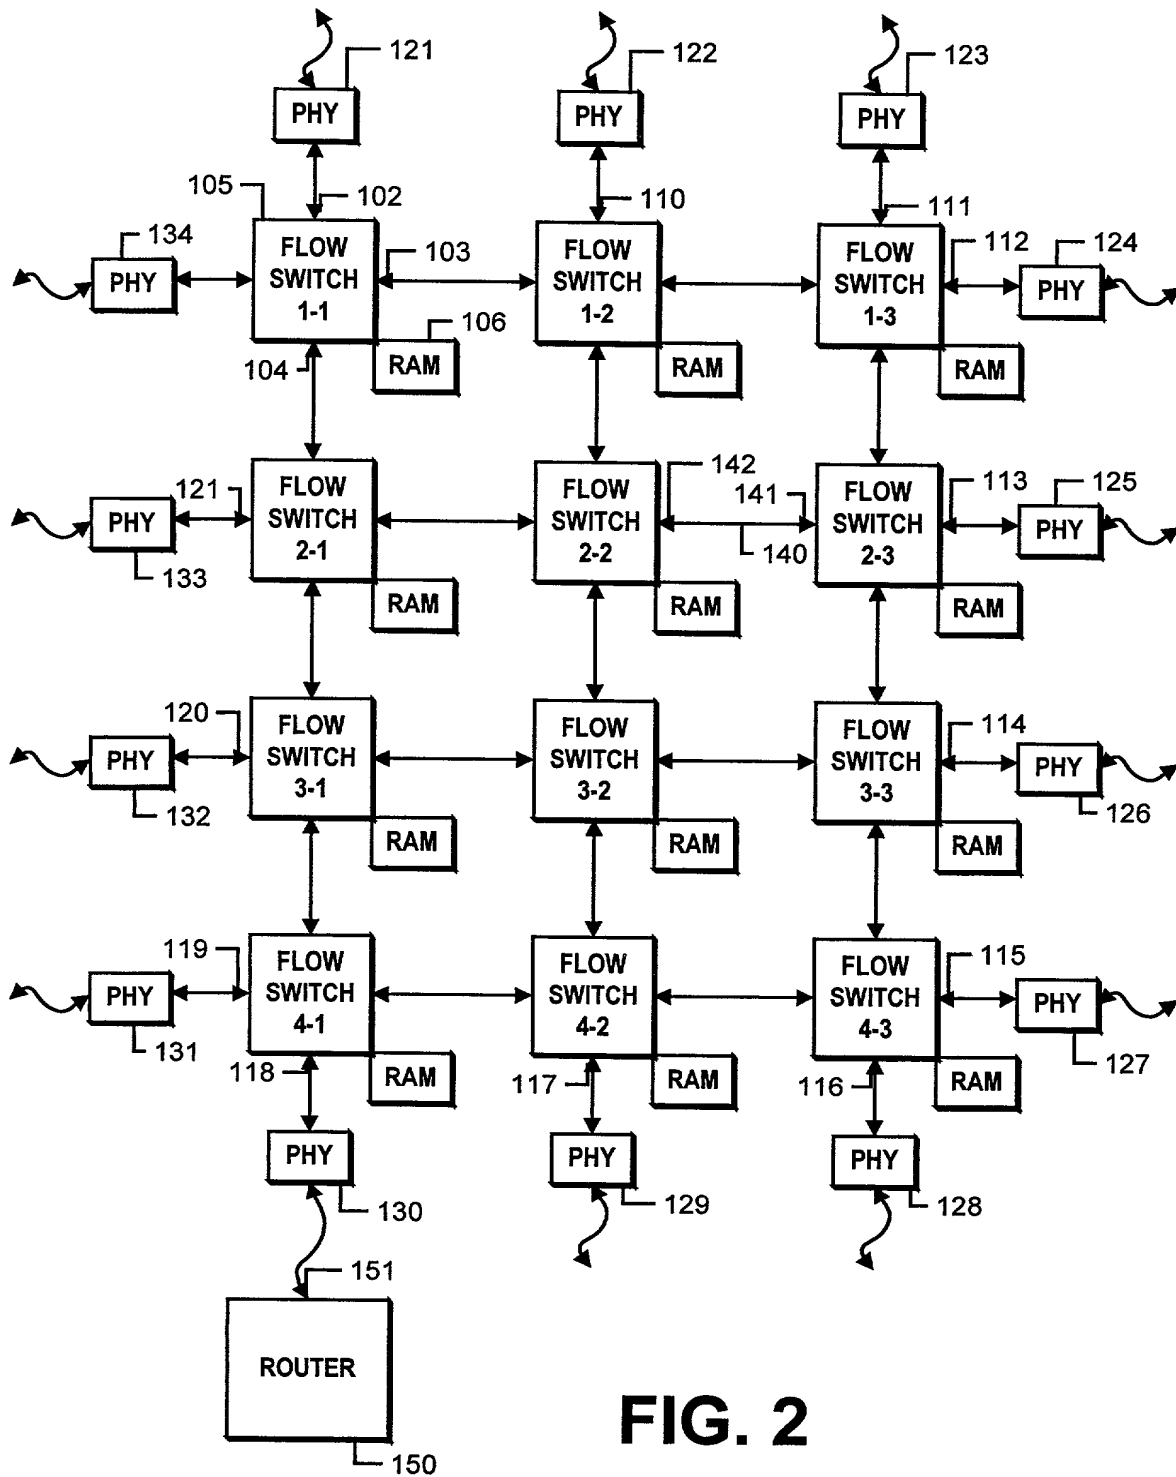 121
122
123
PHY
PHY
PHY
105
102
110
111
134
103
112
124
PHY
FLOW
SWITCH
1-1
FLOW
SWITCH
1-2
FLOW
SWITCH
1-3
PHY
106
104
RAM
RAM
RAM
121
142
141
113
125
PHY
FLOW
SWITCH
2-1
FLOW
SWITCH
2-2
FLOW
SWITCH
2-3
PHY
133
140
RAM
RAM
RAM
120
114
PHY
FLOW
SWITCH
3-1
FLOW
SWITCH
3-2
FLOW
SWITCH
3-3
PHY
132
126
RAM
RAM
RAM
119
115
PHY
FLOW
SWITCH
4-1
FLOW
SWITCH
4-2
FLOW
SWITCH
4-3
PHY
131
127
118
117
116
RAM
RAM
RAM
PHY
PHY
PHY
130
129
128
151
ROUTER
150
FIG. 2